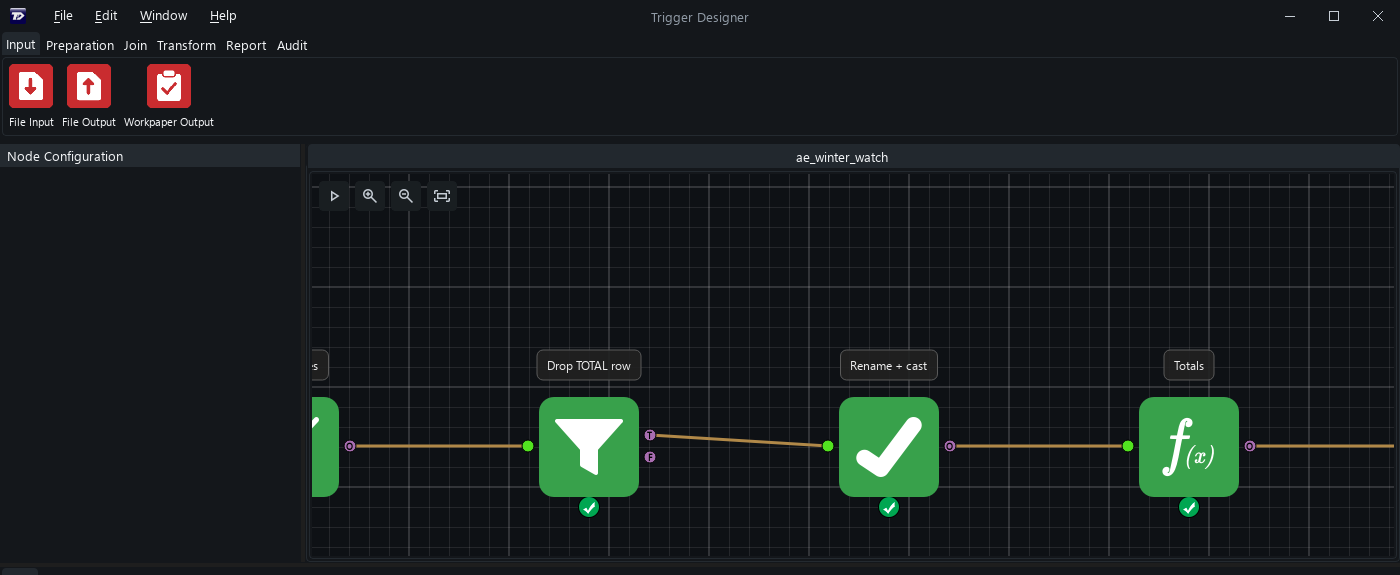 File Edit Window Help
Trigger Designer
Input Preparation Join Transform Report Audit
File Input File Output Workpaper Output
Node Configuration
ae_winter_watch
es Drop TOTAL row Rename + cast Totals
T
O O O
F
f(x)